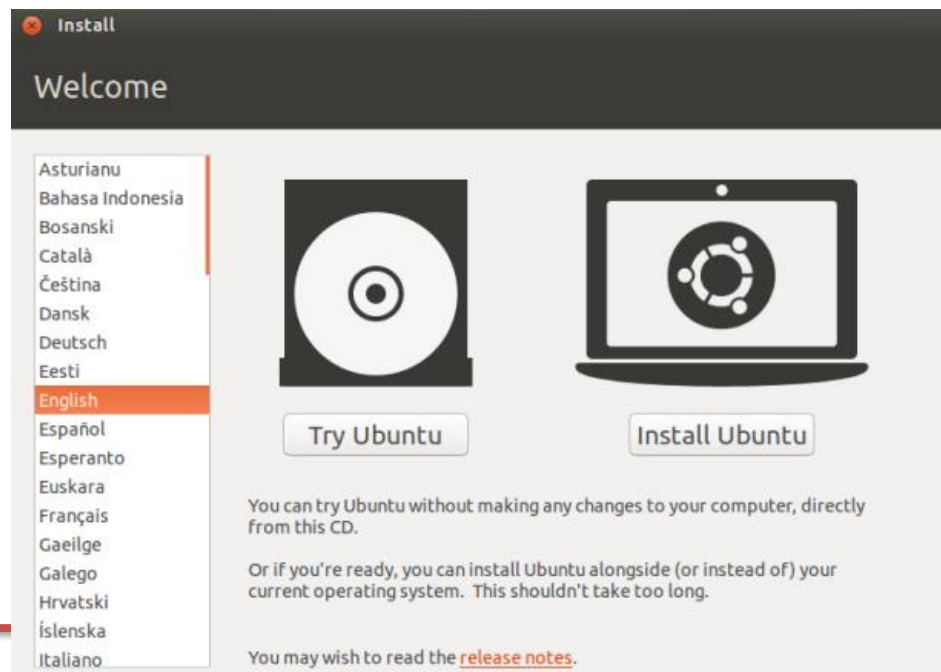 Install
Welcome
Asturianu
Bahasa Indonesia
Bosanski
Català
Čeština
Dansk
Deutsch
Eesti
English
Español
Esperanto
Euskara
Français
Gaeilge
Galego
Hrvatski
Íslenska
Italiano
Try Ubuntu
Install Ubuntu
You can try Ubuntu without making any changes to your computer, directly
from this CD.
Or if you're ready, you can install Ubuntu alongside (or instead of) your
current operating system. This shouldn't take too long.
You may wish to read the release notes.